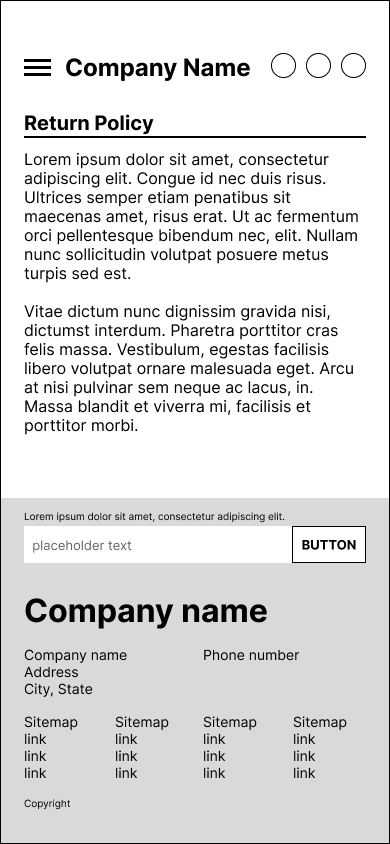 Company Name
Return Policy
Lorem ipsum dolor sit amet, consectetur
adipiscing elit. Congue id nec duis risus.
Ultrices semper etiam penatibus sit
maecenas amet, risus erat. Ut ac fermentum
orci pellentesque bibendum nec, elit. Nullam
nunc sollicitudin volutpat posuere metus
turpis sed est.
Vitae dictum nunc dignissim gravida nisi,
dictumst interdum. Pharetra porttitor cras
felis massa. Vestibulum, egestas facilisis
libero volutpat ornare malesuada eget. Arcu
at nisi pulvinar sem neque ac lacus, in.
Massa blandit et viverra mi, facilisis et
porttitor morbi.
Lorem ipsum dolor sit amet, consectetur adipiscing elit.
placeholder text BUTTON
Company name
Company name Phone number
Address
City, State
Sitemap Sitemap Sitemap Sitemap
link link link link
link link link link
link link link link
Copyright